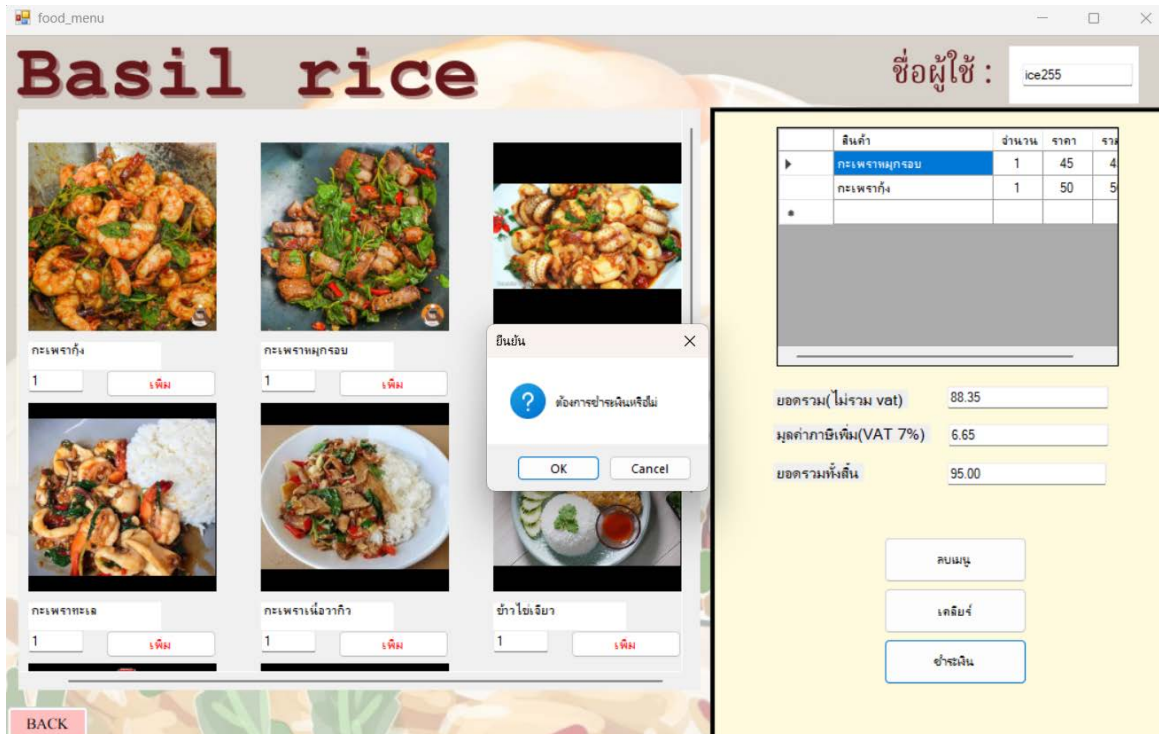 food_menu
Basil rice
ชื่อผู้ใช้ :
ice255
สินค้า จำนวน ราคา
กะเพราหมูกรอบ 1 45
กะเพรากุ้ง 1 50
กะเพรากุ้ง
กะเพราหมูกรอบ
1 เพิ่ม
1 เพิ่ม
กะเพราทะเล
กะเพราเนื้อวากิว
ข้าวไข่เจียว
1 เพิ่ม
1 เพิ่ม
1 เพิ่ม
BACK
ยืนยัน
ต้องการชำระเงินหรือไม่
OK Cancel
ยอดรวม(ไม่รวม vat) 88.35
มูลค่าภาษีเพิ่ม(VAT 7%) 6.65
ยอดรวมทั้งสิ้น 95.00
ลบเมนู
เคลียร์
ชำระเงิน